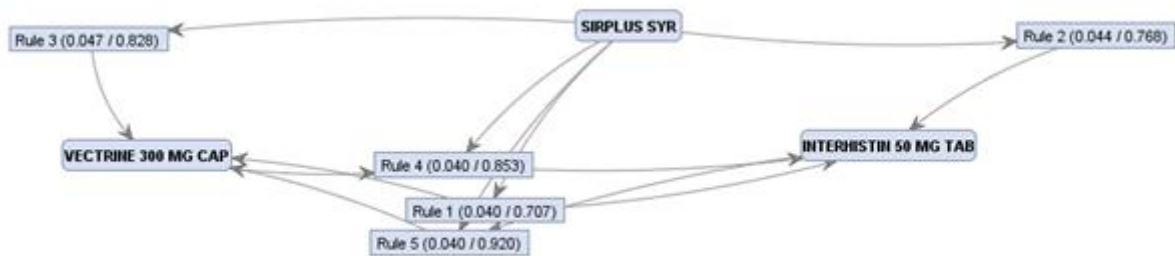 SIRPLUS SYR
Rule 3 (0.047 / 0.828)
Rule 2 (0.044 / 0.768)
VECTRINE 300 MG CAP
INTERHISTIN 50 MG TAB
Rule 4 (0.040 / 0.853)
Rule 1 (0.040 / 0.707)
Rule 5 (0.040 / 0.920)